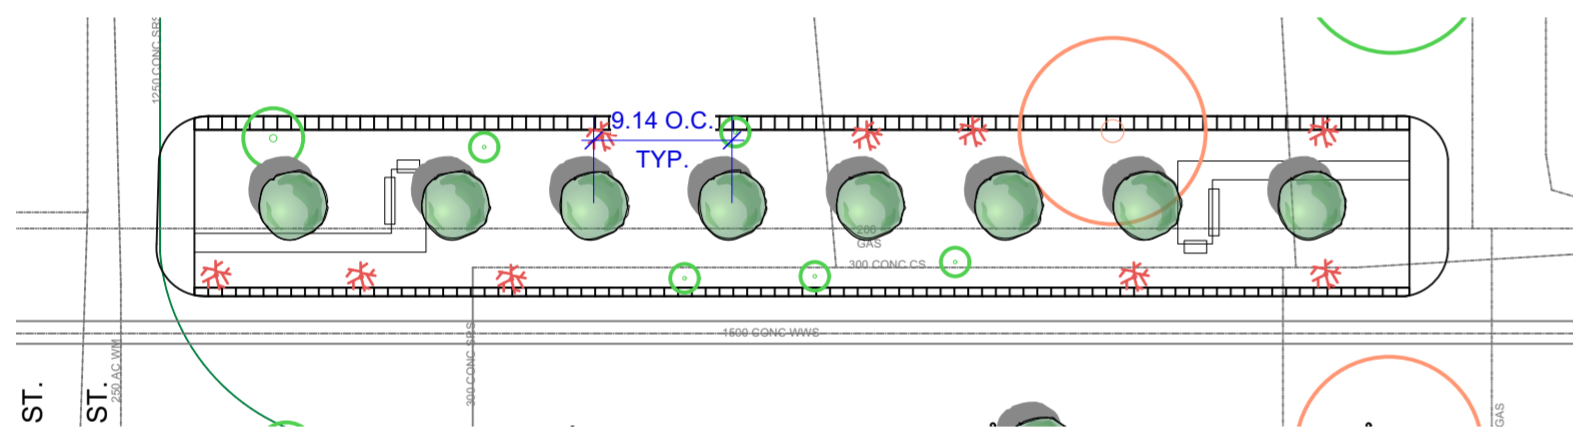 1250 CONC SRS
9.14 O.C.
TYP.
200
GAS
300 CONC CS
1500 CONC WWS
300 CONC SRS
250 AC WM
ST.
ST.
GAS